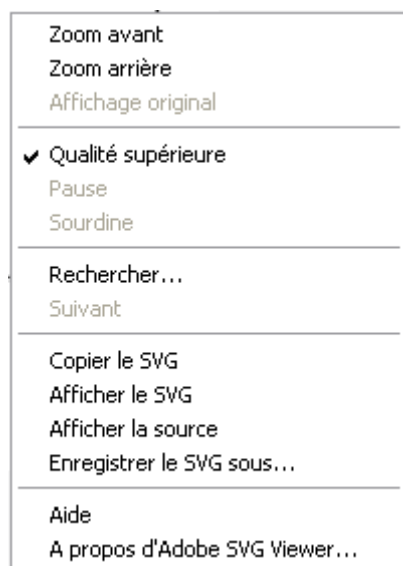 Zoom avant
Zoom arrière
Affichage original
Qualité supérieure
Pause
Sourdine
Rechercher...
Suivant
Copier le SVG
Afficher le SVG
Afficher la source
Enregistrer le SVG sous...
Aide
A propos d'Adobe SVG Viewer...